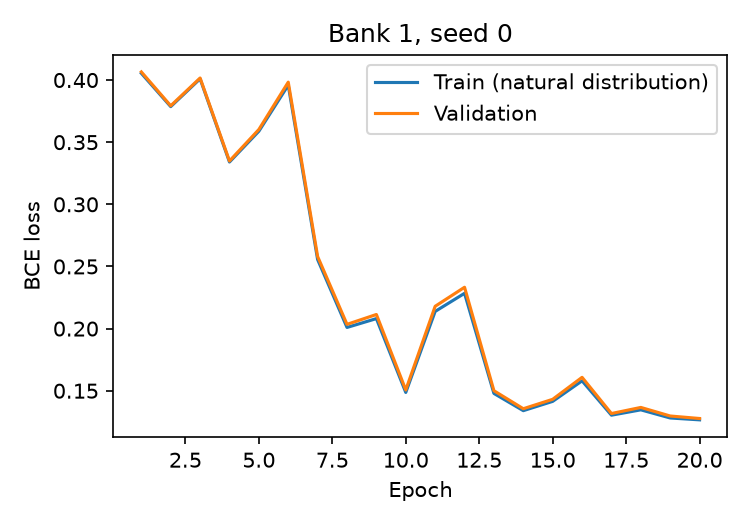 Bank 1, seed 0
Train (natural distribution)
Validation
BCE loss
0.40
0.35
0.30
0.25
0.20
0.15
2.5 5.0 7.5 10.0 12.5 15.0 17.5 20.0
Epoch